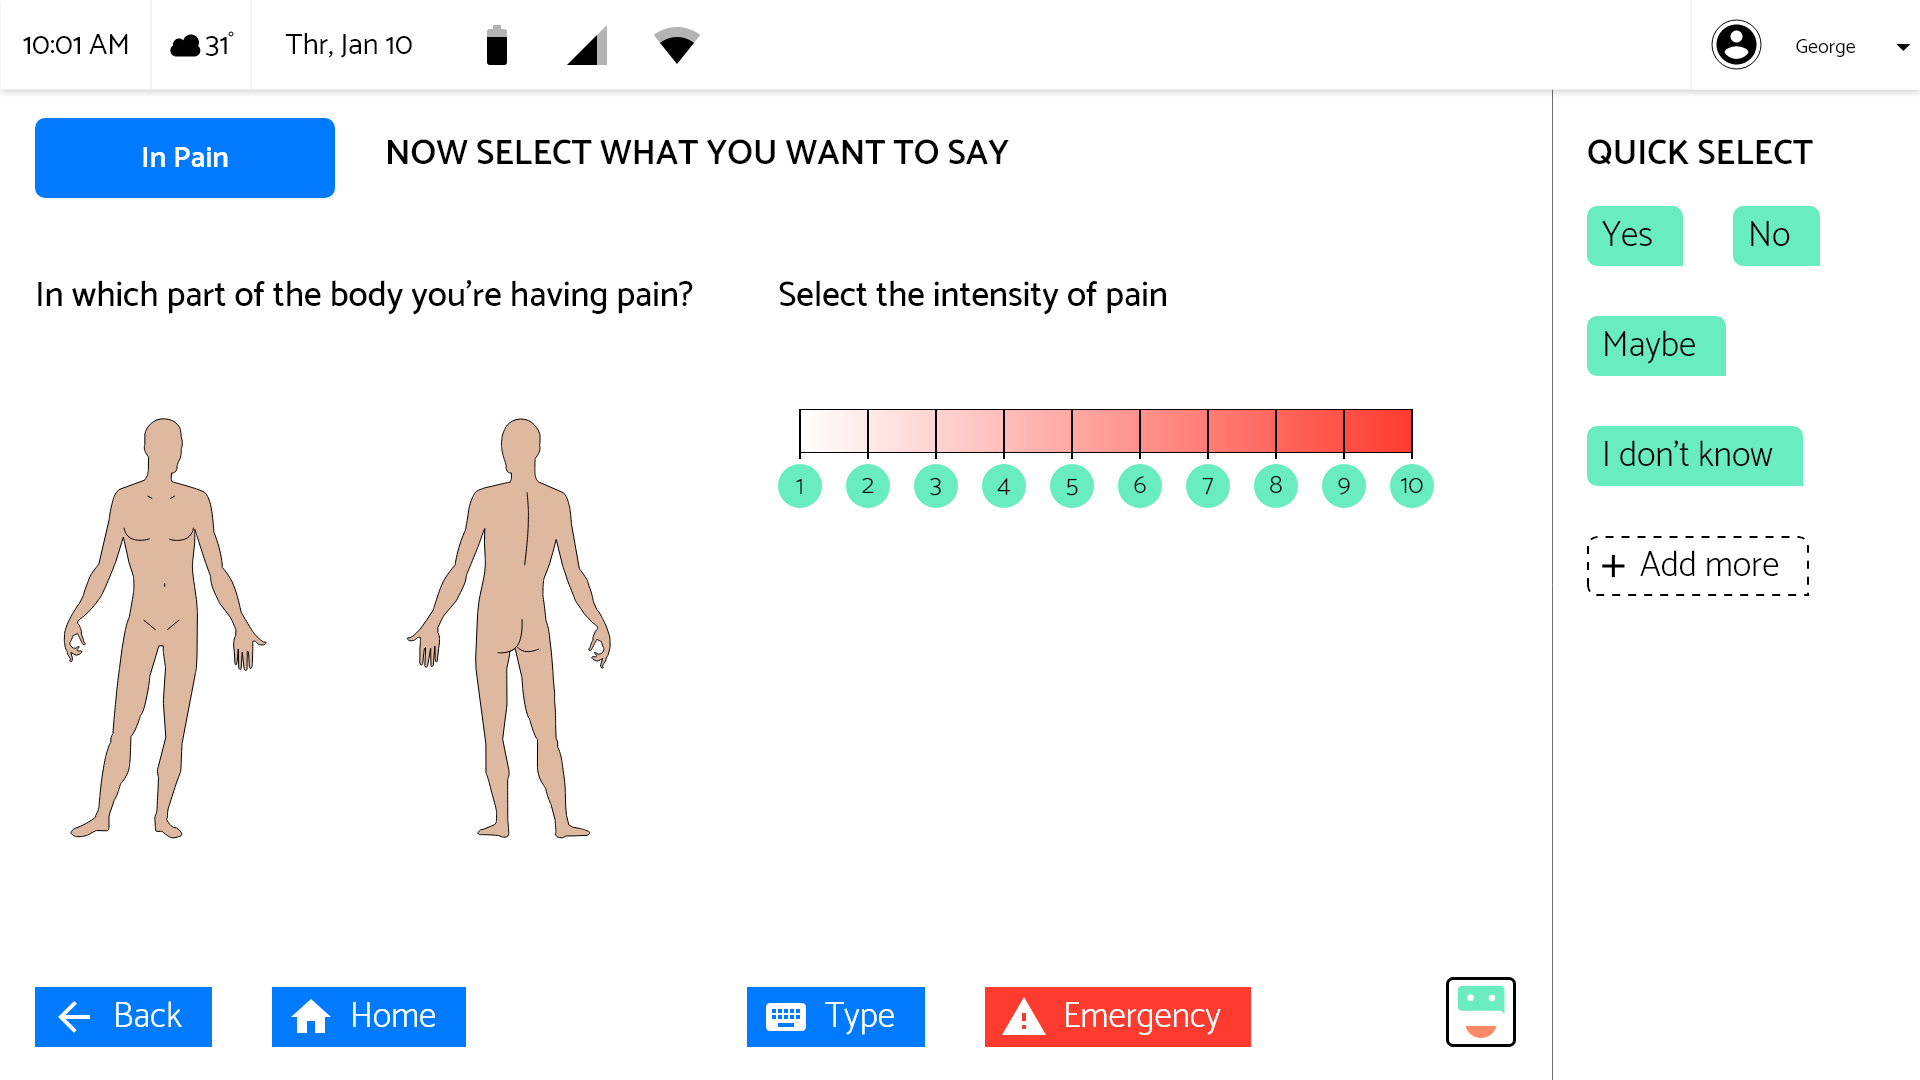 10:01 AM
31°
Thr, Jan 10
George
In Pain
NOW SELECT WHAT YOU WANT TO SAY
QUICK SELECT
Yes
No
In which part of the body you’re having pain?
Select the intensity of pain
Maybe
I don’t know
1 2 3 4 5 6 7 8 9 10
+ Add more
Back
Home
Type
Emergency